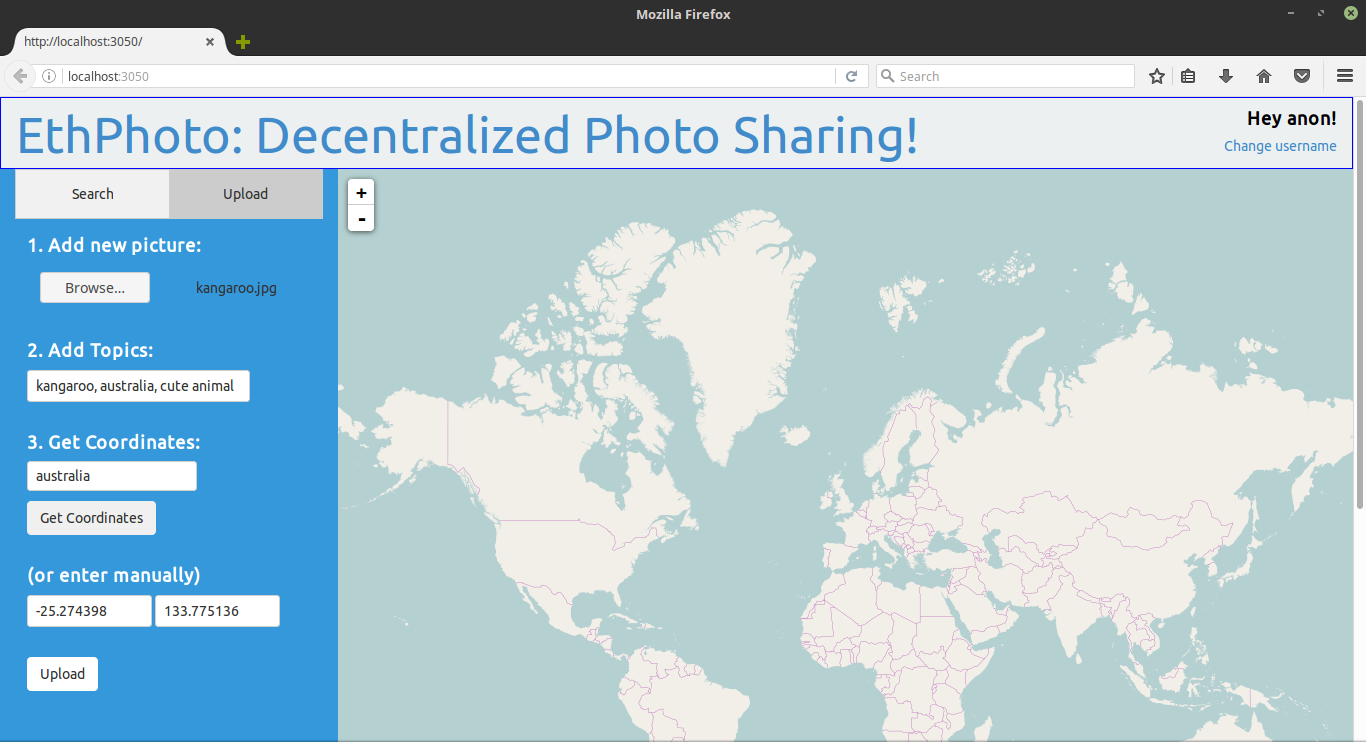 Mozilla Firefox
http://localhost:3050/
localhost:3050
Search
EthPhoto: Decentralized Photo Sharing!
Hey anon!
Change username
Search Upload
1. Add new picture:
Browse... kangaroo.jpg
2. Add Topics:
kangaroo, australia, cute animal
3. Get Coordinates:
australia
Get Coordinates
(or enter manually)
-25.274398 133.775136
Upload
+
-